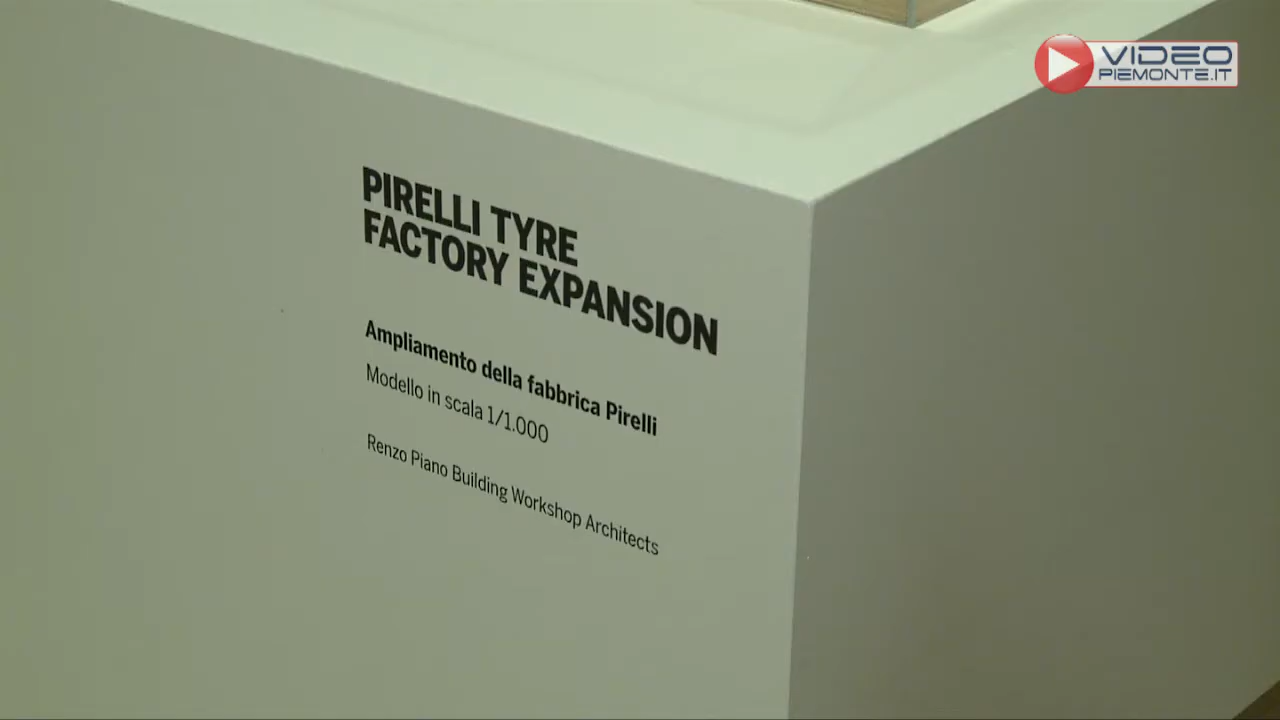 VIDEO
PIEMONTE.IT
PIRELLI TYRE
FACTORY EXPANSION
Ampliamento della fabbrica Pirelli
Modello in scala 1/1.000
Renzo Piano Building Workshop Architects